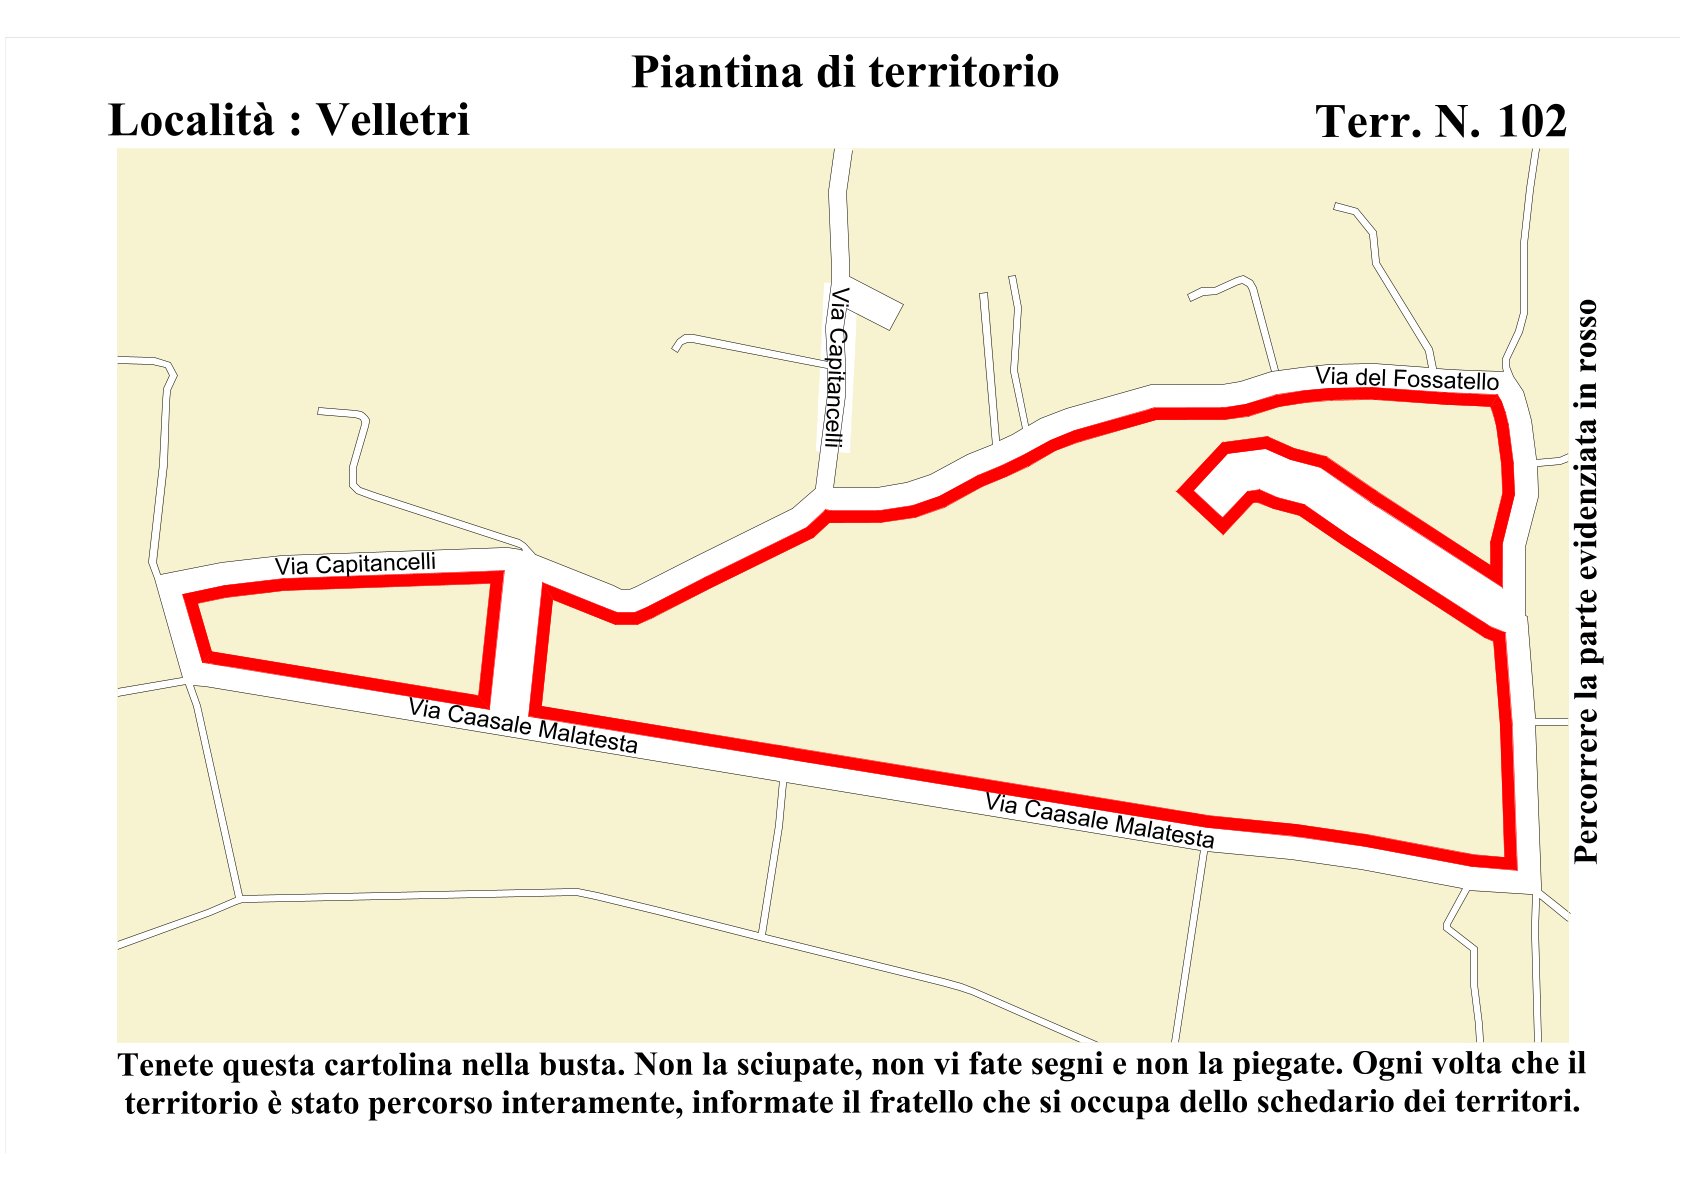 Piantina di territorio
Località : Velletri
Terr. N. 102
Via Capitancelli
Via del Fossatello
Via Capitancelli
Via Caasale Malatesta
Via Caasale Malatesta
Percorrere la parte evidenziata in rosso
Tenete questa cartolina nella busta. Non la sciupate, non vi fate segni e non la piegate. Ogni volta che il
territorio è stato percorso interamente, informate il fratello che si occupa dello schedario dei territori.